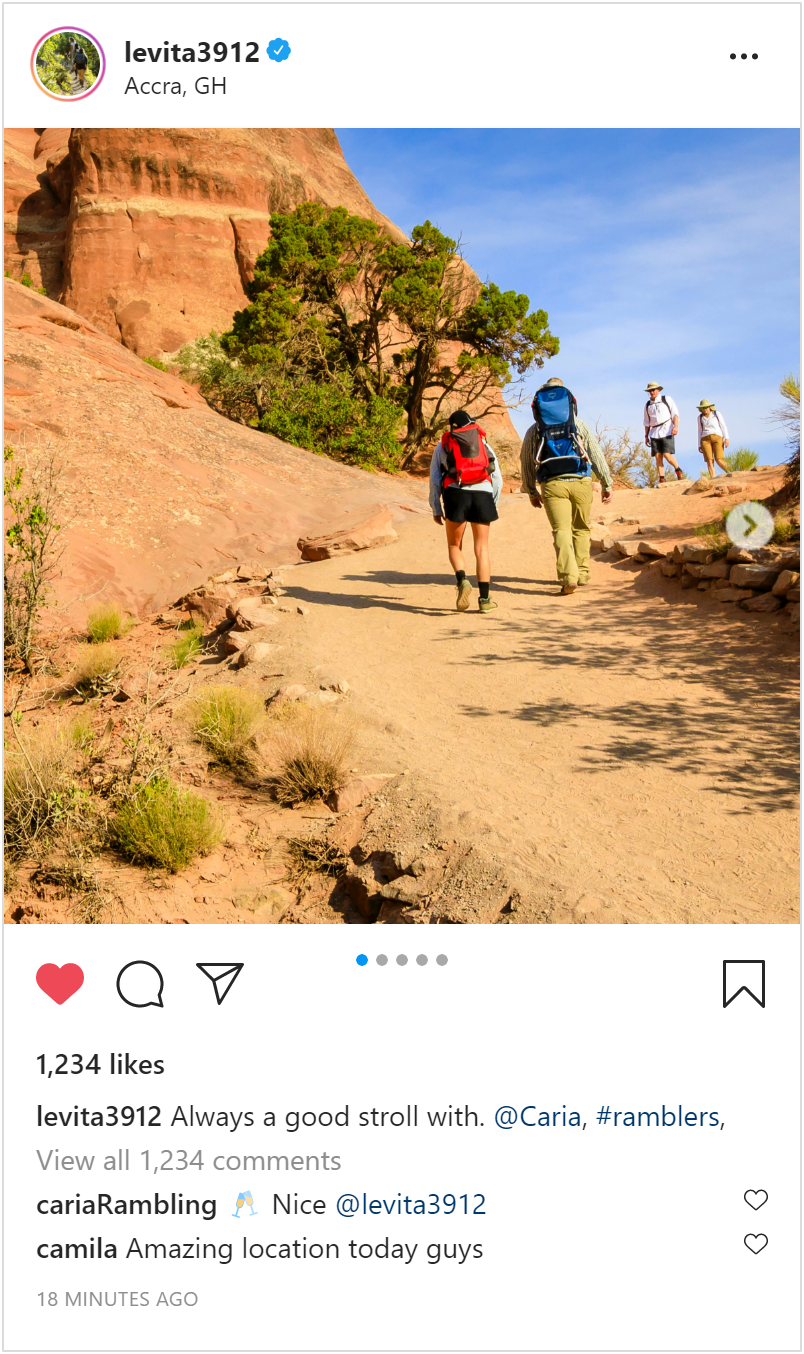 levita3912
Accra, GH
1,234 likes
levita3912 Always a good stroll with. @Caria, #ramblers,
View all 1,234 comments
cariaRambling 🥂 Nice @levita3912
camila Amazing location today guys
18 MINUTES AGO